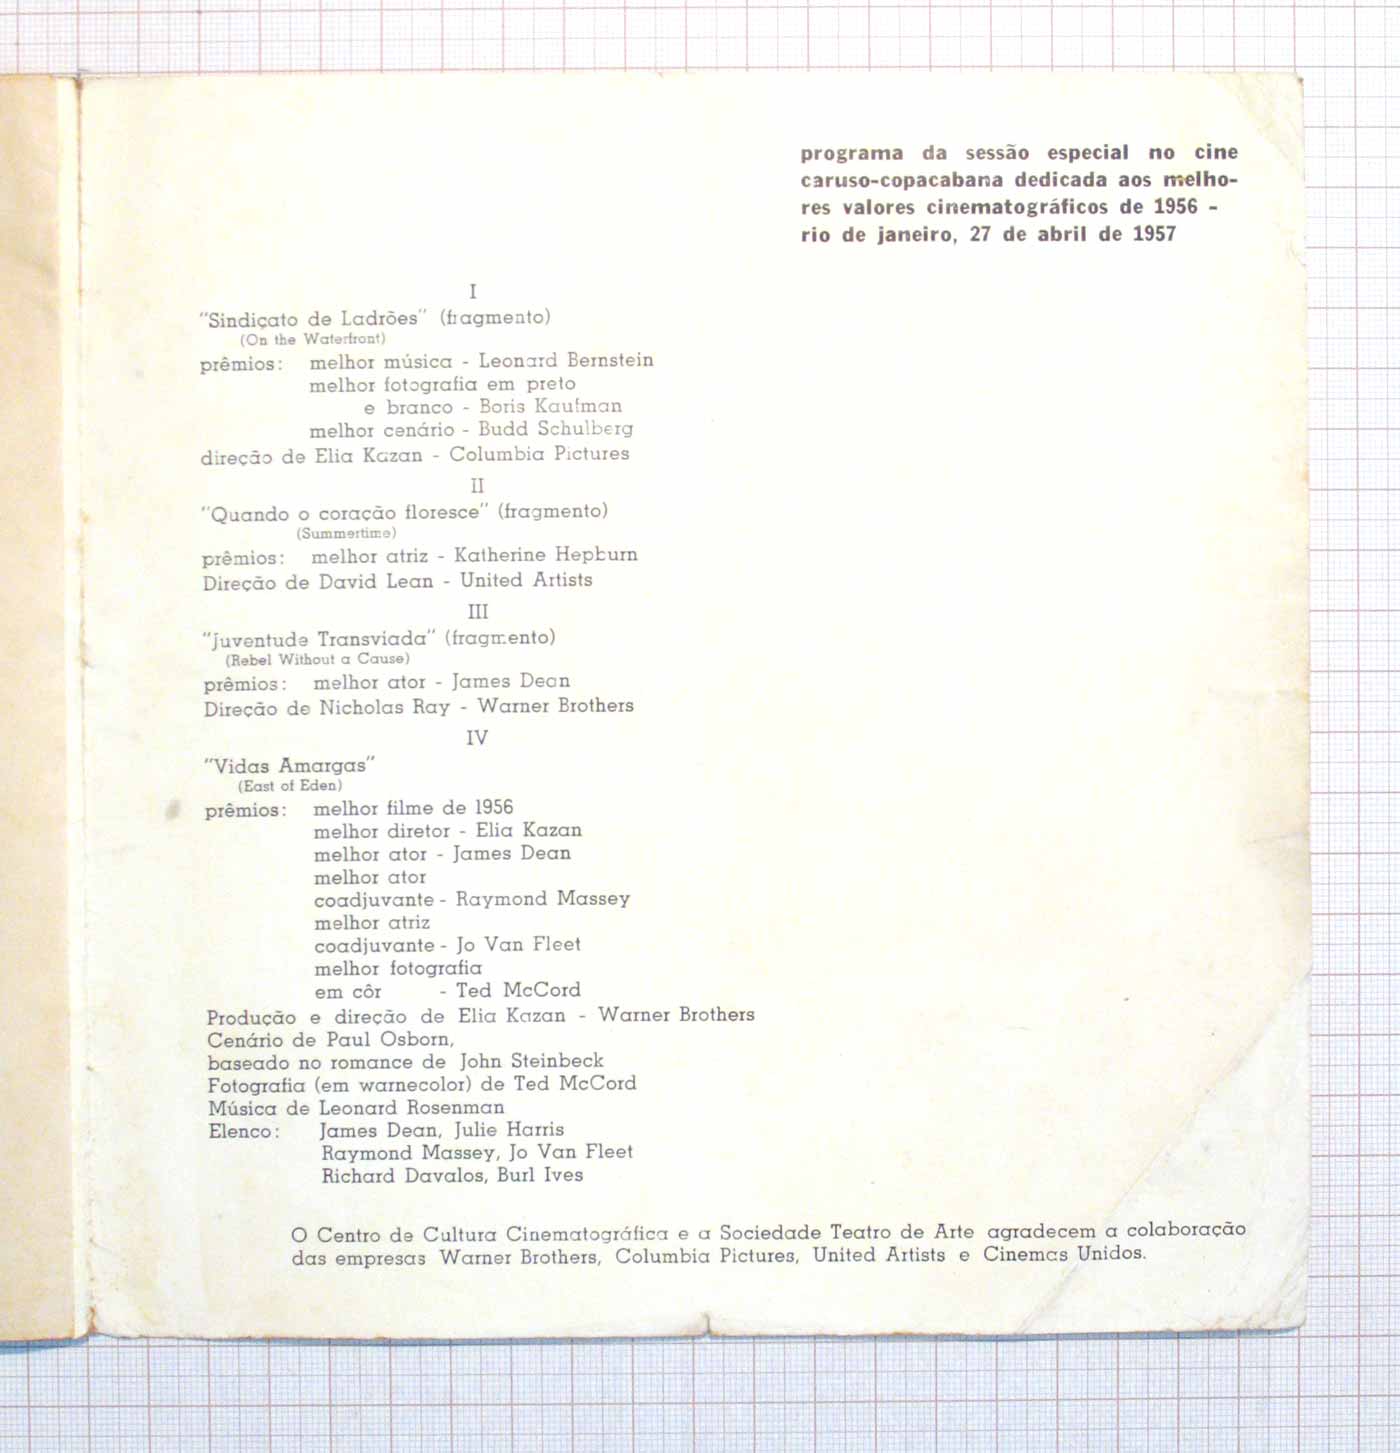 programa da sessão especial no cine
caruso-copacabana dedicada aos melho-
res valores cinematográficos de 1956 -
rio de janeiro, 27 de abril de 1957
I
"Sindicato de Ladrões" (fragmento)
(On the Waterfront)
prêmios: melhor música - Leonard Bernstein
melhor fotografia em preto
e branco - Boris Kaufman
melhor cenário - Budd Schulberg
direção de Elia Kazan - Columbia Pictures
II
"Quando o coração floresce" (fragmento)
(Summertime)
prêmios: melhor atriz - Katherine Hepburn
Direção de David Lean - United Artists
III
"Juventude Transviada" (fragmento)
(Rebel Without a Cause)
prêmios: melhor ator - James Dean
Direção de Nicholas Ray - Warner Brothers
IV
"Vidas Amargas"
(East of Eden)
prêmios: melhor filme de 1956
melhor diretor - Elia Kazan
melhor ator - James Dean
melhor ator
coadjuvante - Raymond Massey
melhor atriz
coadjuvante - Jo Van Fleet
melhor fotografia
em côr - Ted McCord
Produção e direção de Elia Kazan - Warner Brothers
Cenário de Paul Osborn,
baseado no romance de John Steinbeck
Fotografia (em warnecolor) de Ted McCord
Música de Leonard Rosenman
Elenco: James Dean, Julie Harris
Raymond Massey, Jo Van Fleet
Richard Davalos, Burl Ives
O Centro de Cultura Cinematográfica e a Sociedade Teatro de Arte agradecem a colaboração
das empresas Warner Brothers, Columbia Pictures, United Artists e Cinemas Unidos.